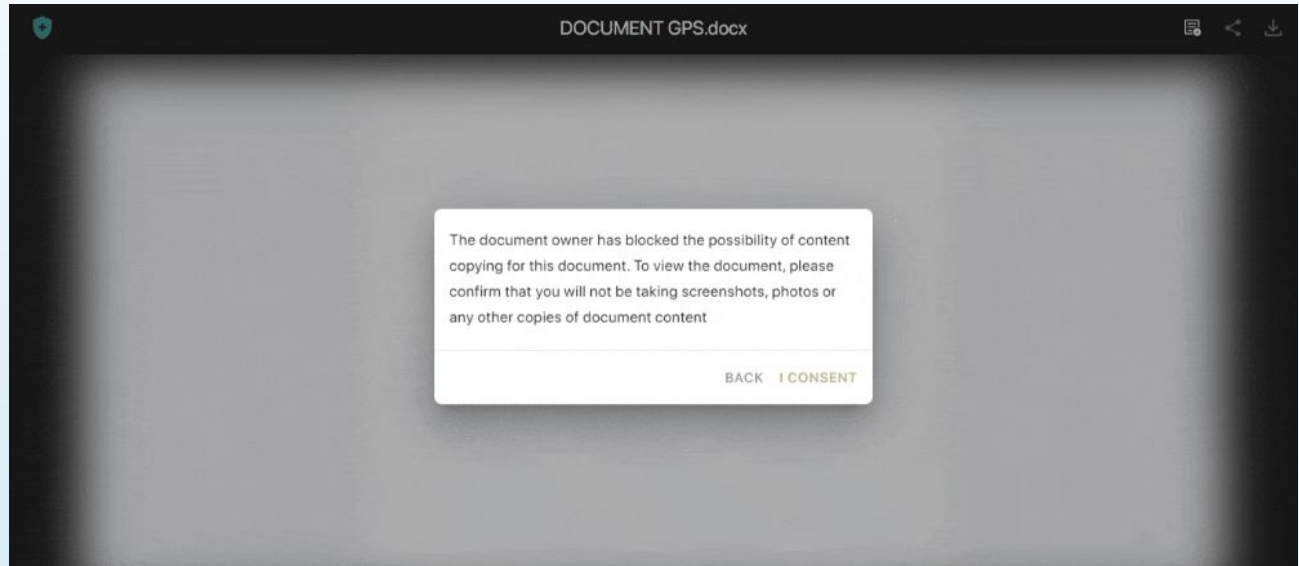 DOCUMENT GPS.docx
The document owner has blocked the possibility of content
copying for this document. To view the document, please
confirm that you will not be taking screenshots, photos or
any other copies of document content
BACK I CONSENT